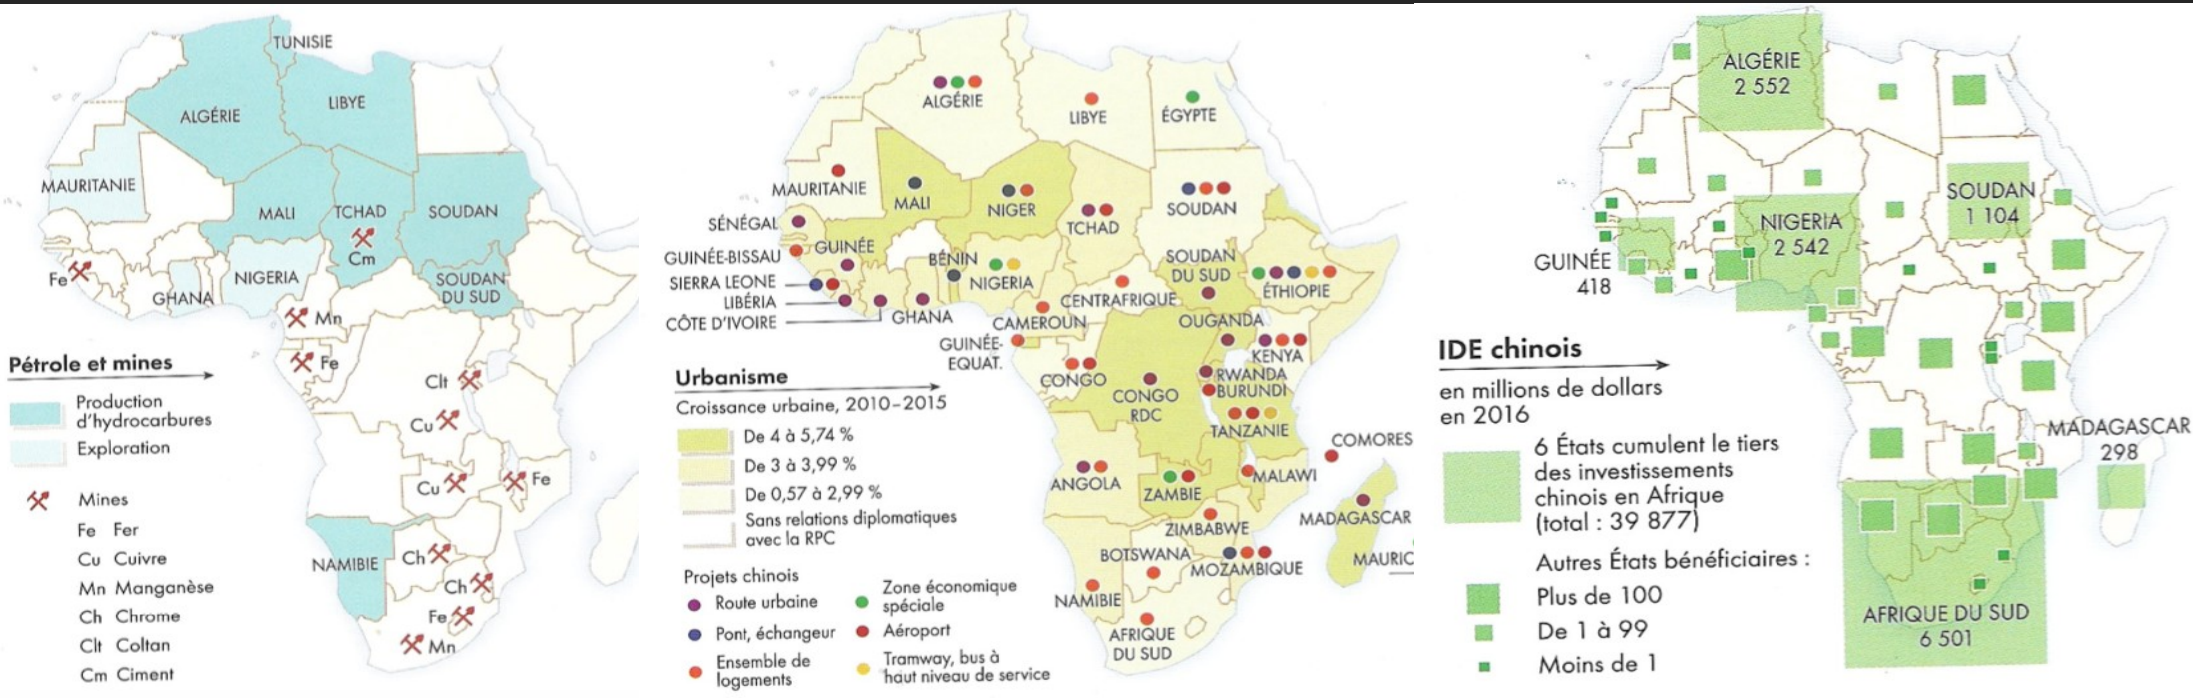 TUNISIE
ALGÉRIE
LIBYE
MAURITANIE
MALI
TCHAD
SOUDAN
Cm
Fe
GHANA
NIGERIA
SOUDAN
DU SUD
Mn
Fe
Clt
Cu
Cu
Fe
NAMIBIE
Ch
Ch
Fe
Mn
Pétrole et mines
Production
d'hydrocarbures
Exploration
Mines
Fe Fer
Cu Cuivre
Mn Manganèse
Ch Chrome
Clt Coltan
Cm Ciment
ALGÉRIE
LIBYE
ÉGYPTE
MAURITANIE
MALI
NIGER
TCHAD
SOUDAN
SÉNÉGAL
GUINÉE-BISSAU
GUINÉE
SIERRA LEONE
LIBÉRIA
CÔTE D'IVOIRE
GHANA
BÉNIN
NIGERIA
CAMEROUN
CENTRAFRIQUE
SOUDAN
DU SUD
ÉTHIOPIE
OUGANDA
KENYA
GUINÉE-
EQUAT.
CONGO
CONGO
RDC
RWANDA
BURUNDI
TANZANIE
COMORES
ANGOLA
ZAMBIE
MALAWI
MADAGASCAR
MAURIC
ZIMBABWE
BOTSWANA
MOZAMBIQUE
NAMIBIE
AFRIQUE
DU SUD
Urbanisme
Croissance urbaine, 2010–2015
De 4 à 5,74 %
De 3 à 3,99 %
De 0,57 à 2,99 %
Sans relations diplomatiques
avec la RPC
Projets chinois
Route urbaine
Pont, échangeur
Ensemble de
logements
Zone économique
spéciale
Aéroport
Tramway, bus à
haut niveau de service
ALGÉRIE
2 552
SOUDAN
1 104
NIGERIA
2 542
GUINÉE
418
MADAGASCAR
298
AFRIQUE DU SUD
6 501
IDE chinois
en millions de dollars
en 2016
6 États cumulent le tiers
des investissements
chinois en Afrique
(total : 39 877)
Autres États bénéficiaires :
Plus de 100
De 1 à 99
Moins de 1